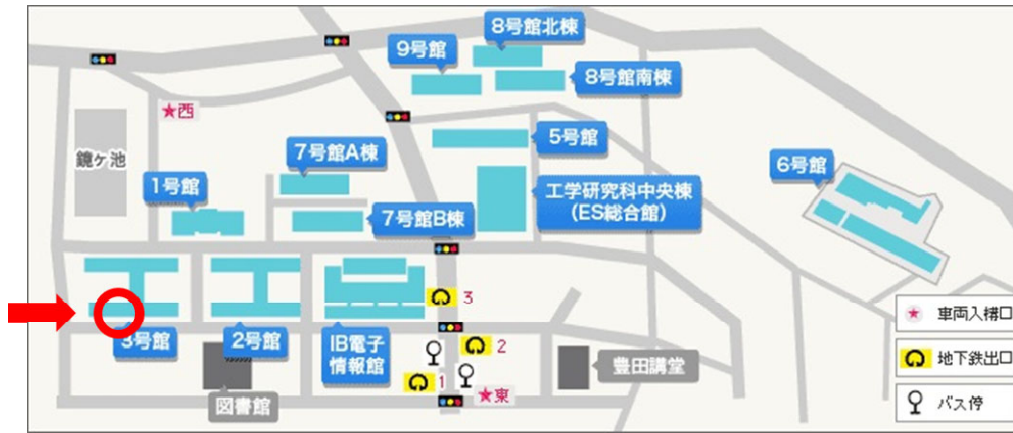 8号館北棟
9号館
8号館南棟
★西
5号館
7号館A棟
鏡ヶ池
6号館
1号館
工学研究科中央棟
(ES総合館)
7号館B棟
3
3号館
2号館
IB電子
情報館
2
豊田講堂
1
★東
図書館
★ 車両入構口
地下鉄出口
バス停